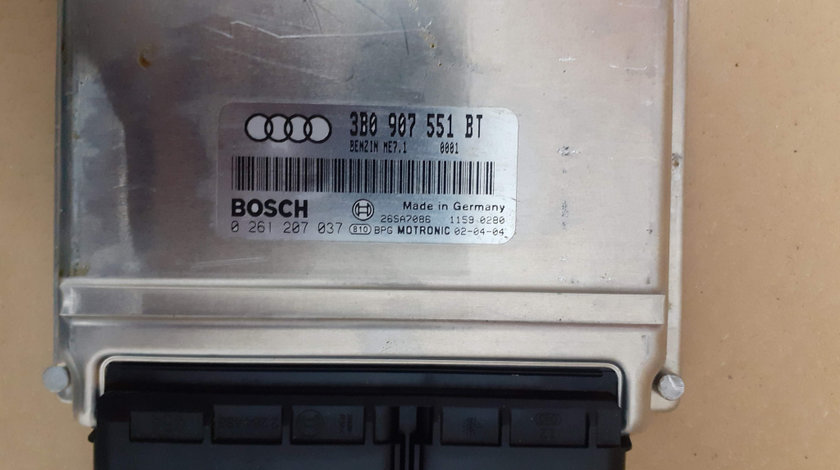 3B0 907 551 BT
BENZIN ME7.1 0001
BOSCH Made in Germany
26SA7086 1159 0280
0 261 207 037 810 BPG MOTRONIC 02-04-04